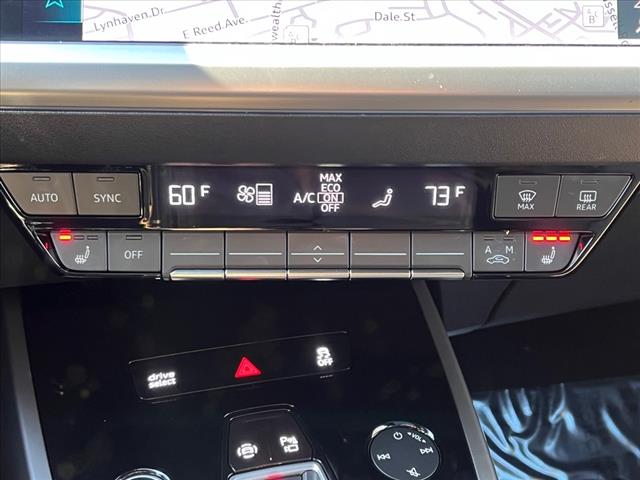 Lynhaven Dr
E Reed Ave.
Dale St
AUTO
SYNC
60 F
A/C
MAX
ECO
ON
OFF
73 F
MAX
REAR
OFF
A M
drive
select
OFF
P
VOL